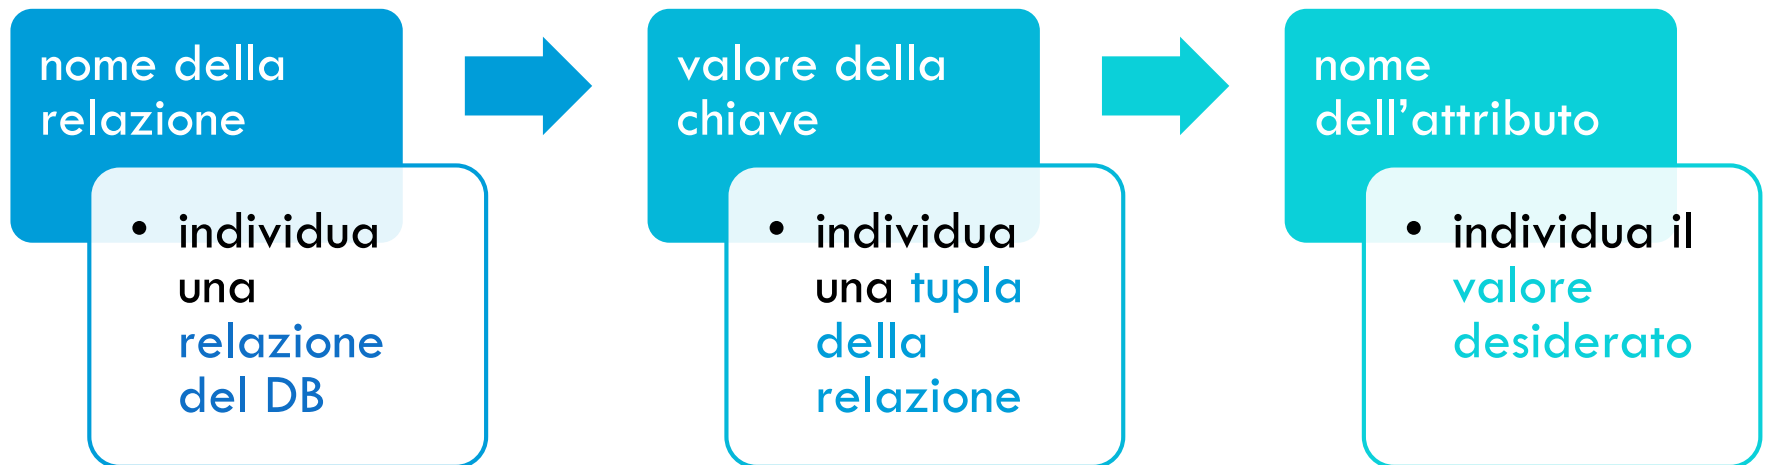 nome della
relazione
• individua
una
relazione
del DB
valore della
chiave
• individua
una tupla
della
relazione
nome
dell’attributo
• individua il
valore
desiderato